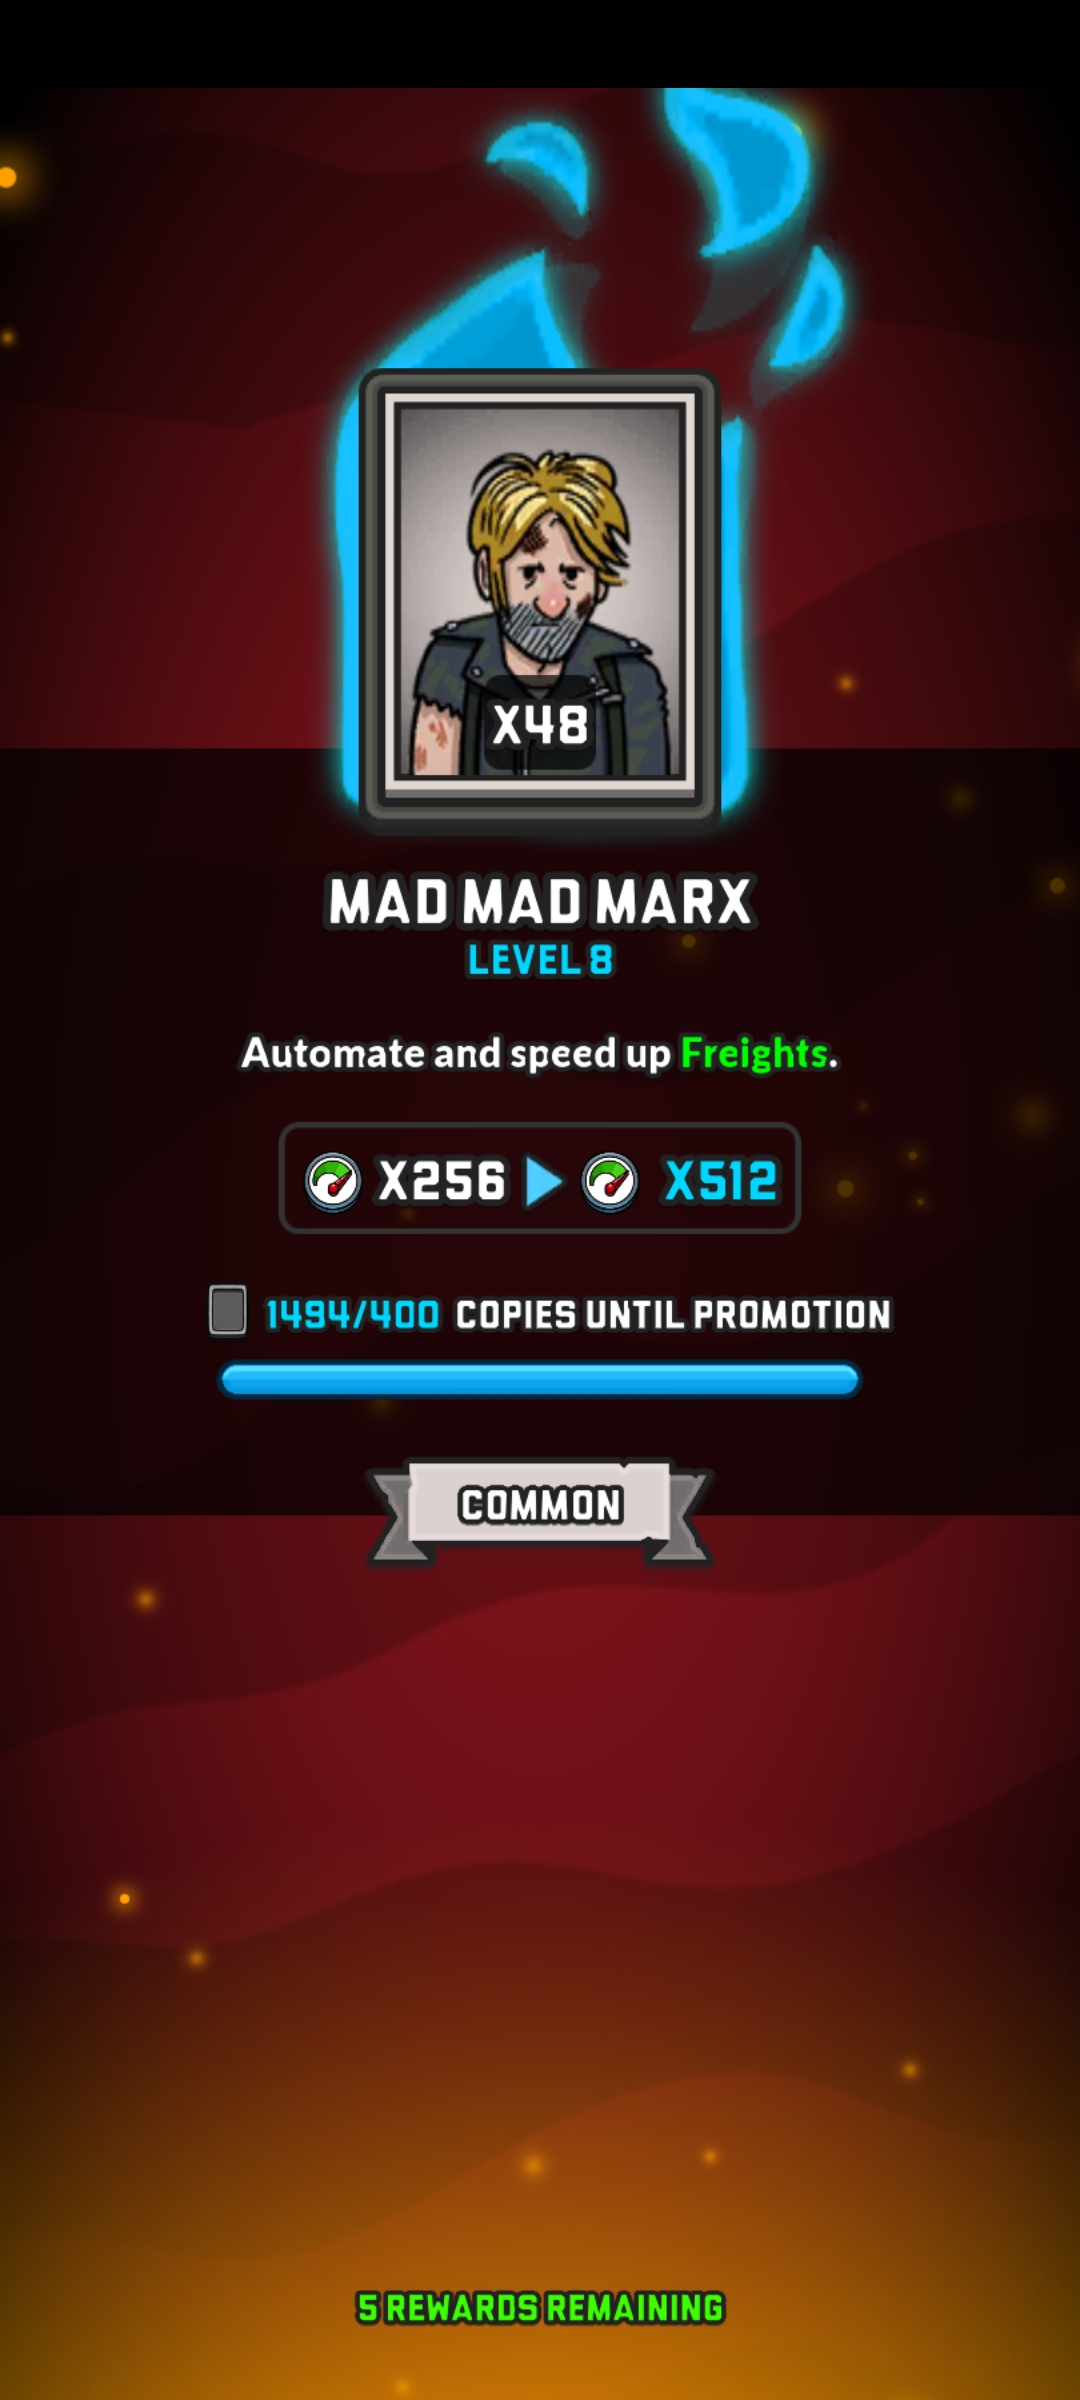 X48
MAD MAD MARX
LEVEL 8
Automate and speed up Freights.
X256 X512
1494/400 COPIES UNTIL PROMOTION
COMMON
5 REWARDS REMAINING